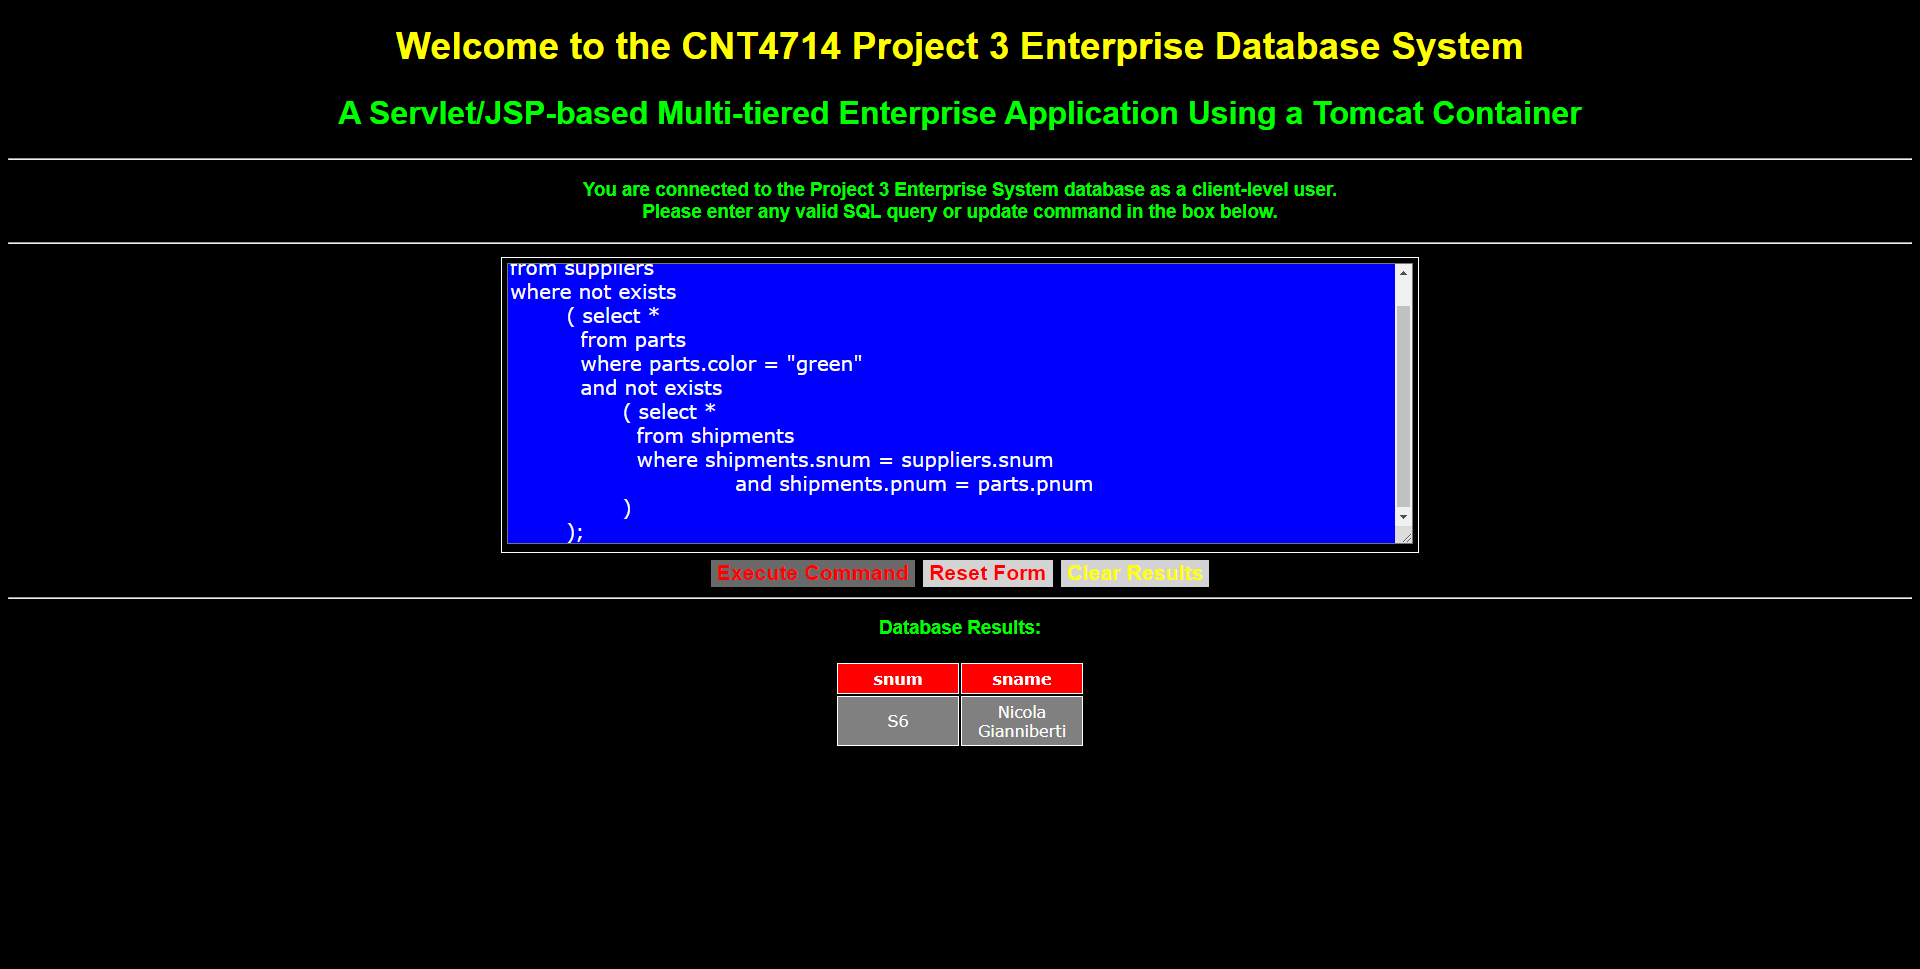 Welcome to the CNT4714 Project 3 Enterprise Database System
A Servlet/JSP-based Multi-tiered Enterprise Application Using a Tomcat Container
You are connected to the Project 3 Enterprise System database as a client-level user.
Please enter any valid SQL query or update command in the box below.
from suppliers
where not exists
( select *
from parts
where parts.color = "green"
and not exists
( select *
from shipments
where shipments.snum = suppliers.snum
and shipments.pnum = parts.pnum
)
);
Execute Command Reset Form Clear Results
Database Results:
snum sname
S6 Nicola
Gianniberti